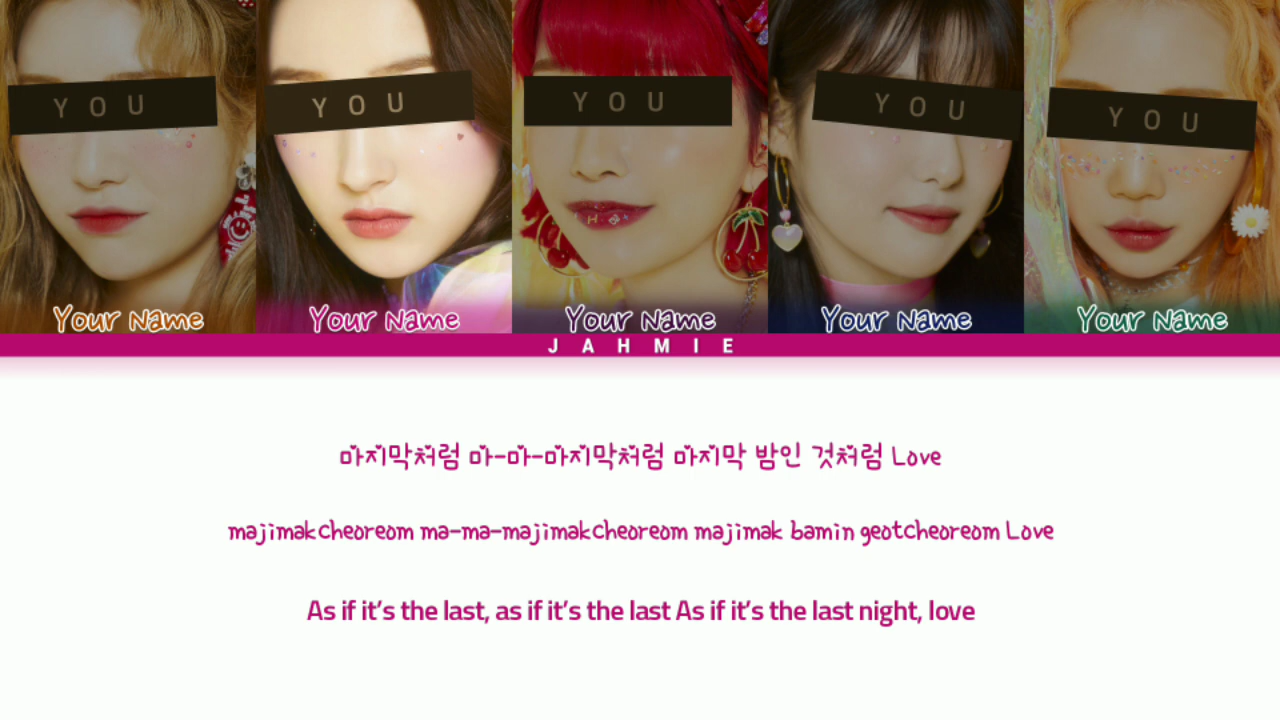 YOU YOU YOU YOU YOU
Your Name Your Name Your Name Your Name Your Name
JAHMIE
마지막처럼 마-마-마지막처럼 마지막 밤인 것처럼 Love
majimakcheoreom ma-ma-majimakcheoreom majimak bamin geotcheoreom Love
As if it's the last, as if it's the last As if it's the last night, love